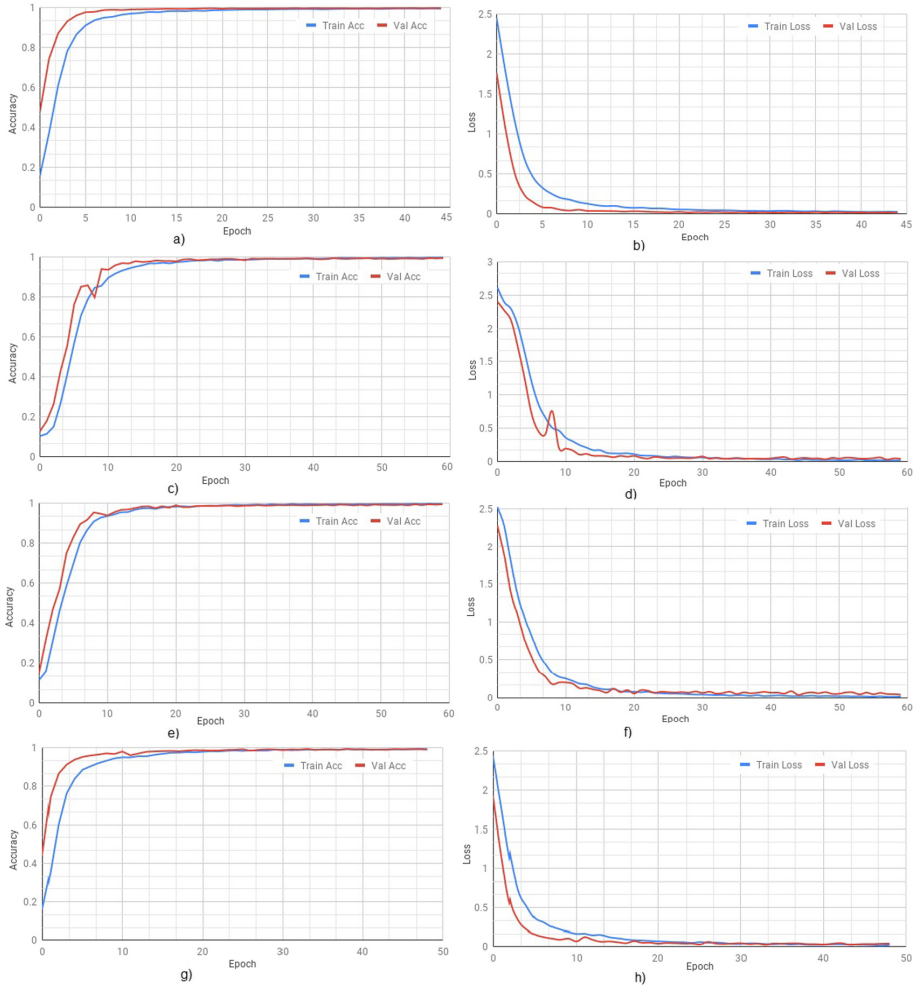 1
0.8
0.6
0.4
0.2
0
Accuracy
Train Acc Val Acc
0 5 10 15 20 25 30 35 40 45
Epoch
a)
2.5
2
1.5
1
0.5
0
Loss
Train Loss Val Loss
0 5 10 15 20 25 30 35 40 45
Epoch
b)
1
0.8
0.6
0.4
0.2
0
Accuracy
Train Acc Val Acc
0 10 20 30 40 50 60
Epoch
c)
3
2.5
2
1.5
1
0.5
0
Loss
Train Loss Val Loss
0 10 20 30 40 50 60
Epoch
d)
1
0.8
0.6
0.4
0.2
0
Accuracy
Train Acc Val Acc
0 10 20 30 40 50 60
Epoch
e)
2.5
2
1.5
1
0.5
0
Loss
Train Loss Val Loss
0 10 20 30 40 50 60
Epoch
f)
1
0.8
0.6
0.4
0.2
0
Accuracy
Train Acc Val Acc
0 10 20 30 40 50
Epoch
g)
2.5
2
1.5
1
0.5
0
Loss
Train Loss Val Loss
0 10 20 30 40 50
Epoch
h)